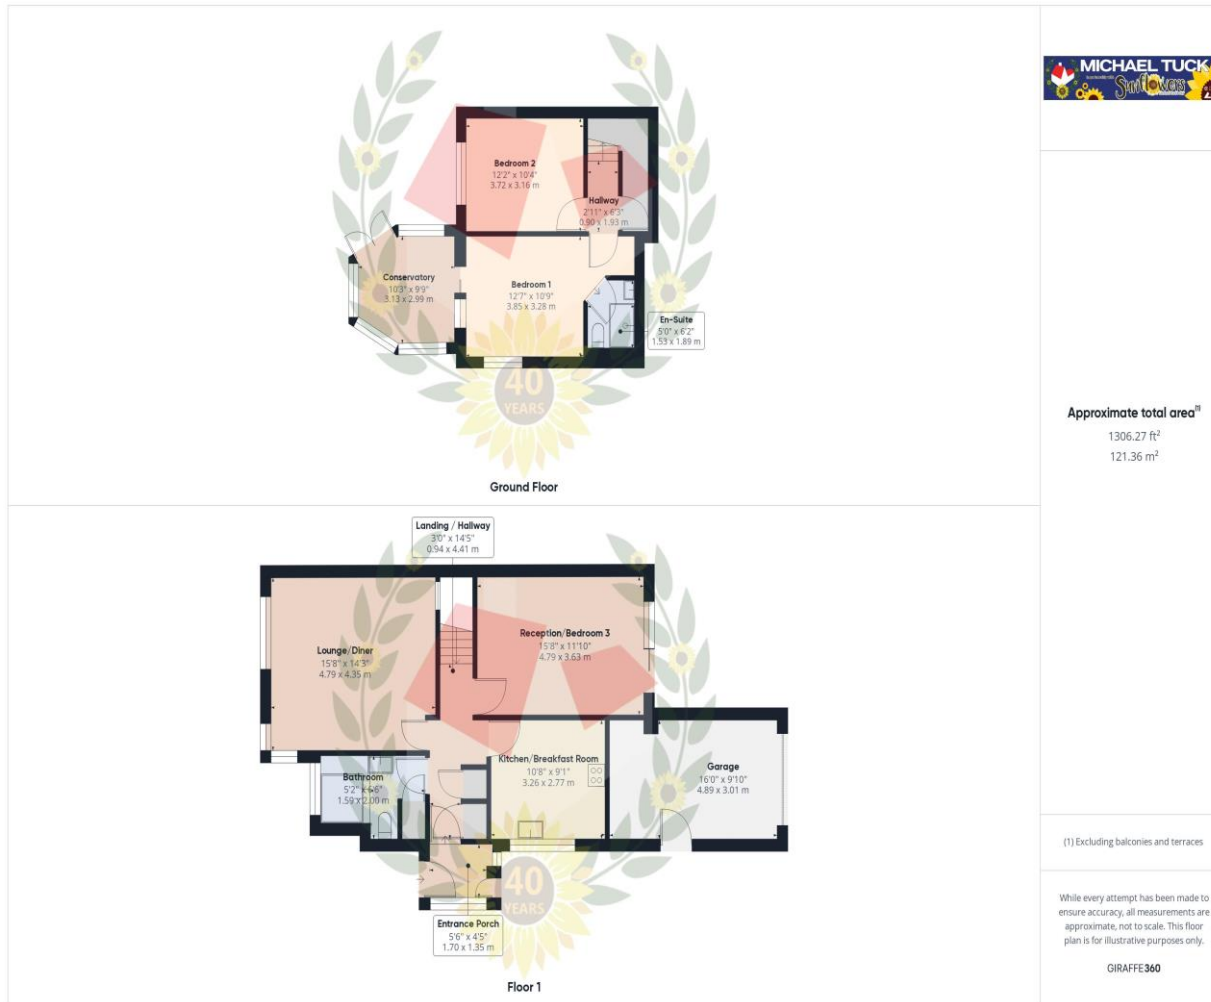 MICHAEL TUCK
Sunflowers
Bedroom 2
12'2" x 10'4"
3.72 x 3.16 m
Hallway
2'11" x 6'3"
0.90 x 1.93 m
Conservatory
10'3" x 9'9"
3.13 x 2.99 m
Bedroom 1
12'7" x 10'9"
3.85 x 3.28 m
En-Suite
5'0" x 6'2"
1.53 x 1.89 m
40
YEARS
Ground Floor
Approximate total area(1)
1306.27 ft²
121.36 m²
Landing / Hallway
3'0" x 14'5"
0.94 x 4.41 m
Lounge/Diner
15'8" x 14'3"
4.79 x 4.35 m
Reception/Bedroom 3
15'8" x 11'10"
4.79 x 3.63 m
Kitchen/Breakfast Room
10'8" x 9'1"
3.26 x 2.77 m
Garage
16'0" x 9'10"
4.89 x 3.01 m
Bathroom
5'2" x 6'6"
1.59 x 2.00 m
40
YEARS
Entrance Porch
5'6" x 4'5"
1.70 x 1.35 m
Floor 1
(1) Excluding balconies and terraces
While every attempt has been made to
ensure accuracy, all measurements are
approximate, not to scale. This floor
plan is for illustrative purposes only.
GIRAFFE360